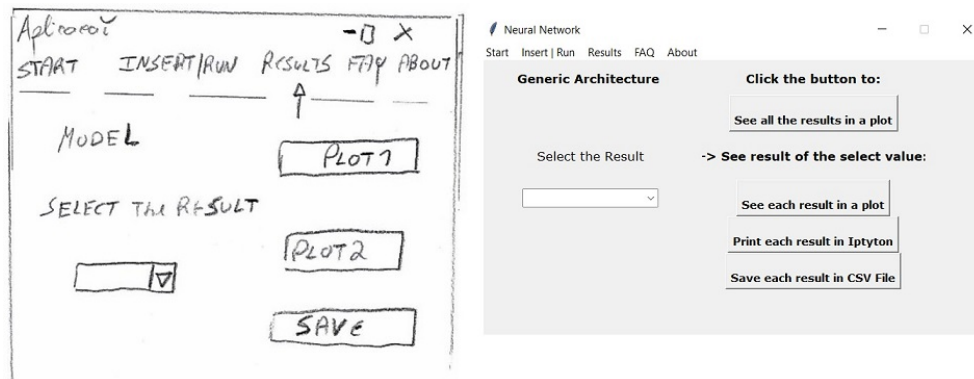 - ▯ X
START INSERT/RUN RESULTS FAQ ABOUT
MODEL
PLOT1
SELECT The RESULT
PLOT2
SAVE
Neural Network
Start Insert | Run Results FAQ About
Generic Architecture Click the button to:
See all the results in a plot
Select the Result -> See result of the select value:
See each result in a plot
Print each result in Iptyton
Save each result in CSV File